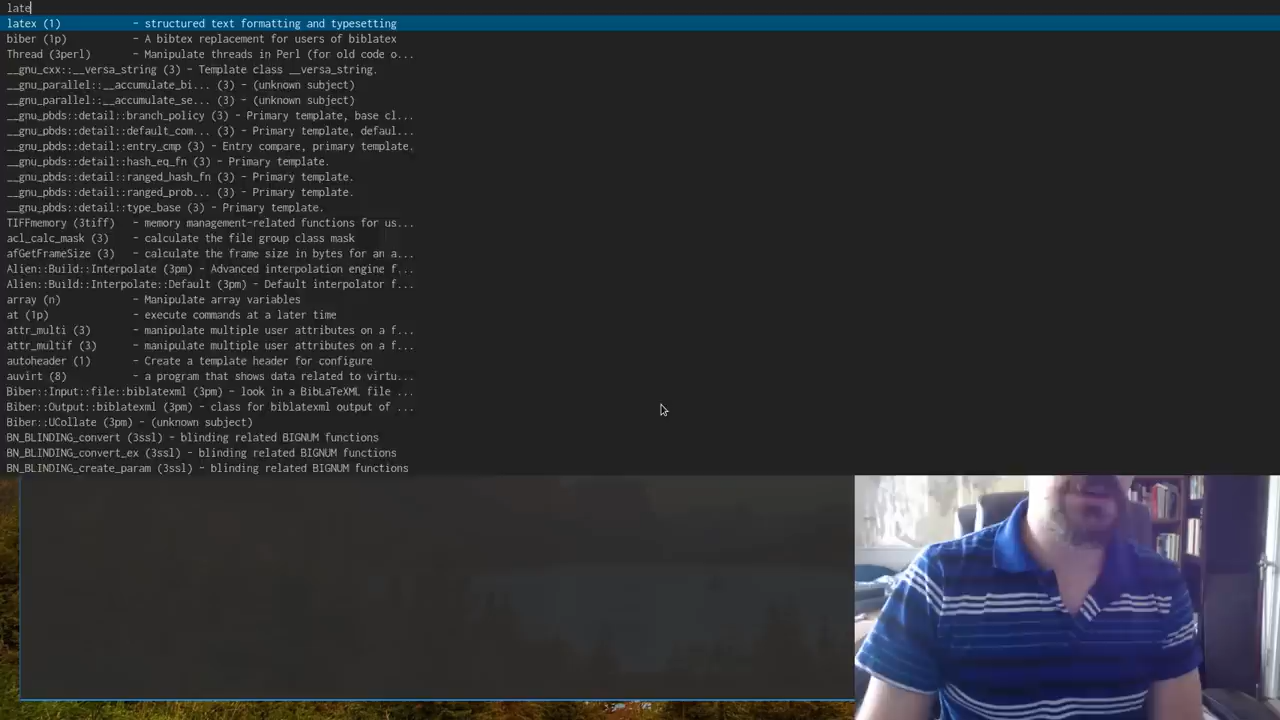 late
latex (1) - structured text formatting and typesetting
biber (1p) - A bibtex replacement for users of biblatex
Thread (3perl) - Manipulate threads in Perl (for old code o...
__gnu_cxx::__versa_string (3) - Template class __versa_string.
__gnu_parallel::__accumulate_bi... (3) - (unknown subject)
__gnu_parallel::__accumulate_se... (3) - (unknown subject)
__gnu_pbds::detail::branch_policy (3) - Primary template, base cl...
__gnu_pbds::detail::default_com... (3) - Primary template, defaul...
__gnu_pbds::detail::entry_cmp (3) - Entry compare, primary template.
__gnu_pbds::detail::hash_eq_fn (3) - Primary template.
__gnu_pbds::detail::ranged_hash_fn (3) - Primary template.
__gnu_pbds::detail::ranged_prob... (3) - Primary template.
__gnu_pbds::detail::type_base (3) - Primary template.
TIFFmemory (3tiff) - memory management-related functions for us...
acl_calc_mask (3) - calculate the file group class mask
afGetFrameSize (3) - calculate the frame size in bytes for an a...
Alien::Build::Interpolate (3pm) - Advanced interpolation engine f...
Alien::Build::Interpolate::Default (3pm) - Default interpolator f...
array (n) - Manipulate array variables
at (1p) - execute commands at a later time
attr_multi (3) - manipulate multiple user attributes on a f...
attr_multif (3) - manipulate multiple user attributes on a f...
autoheader (1) - Create a template header for configure
auvirt (8) - a program that shows data related to virtu...
Biber::Input::file::biblatexml (3pm) - look in a BibLaTeXML file ...
Biber::Output::biblatexml (3pm) - class for biblatexml output of ...
Biber::UCollate (3pm) - (unknown subject)
BN_BLINDING_convert (3ssl) - blinding related BIGNUM functions
BN_BLINDING_convert_ex (3ssl) - blinding related BIGNUM functions
BN_BLINDING_create_param (3ssl) - blinding related BIGNUM functions